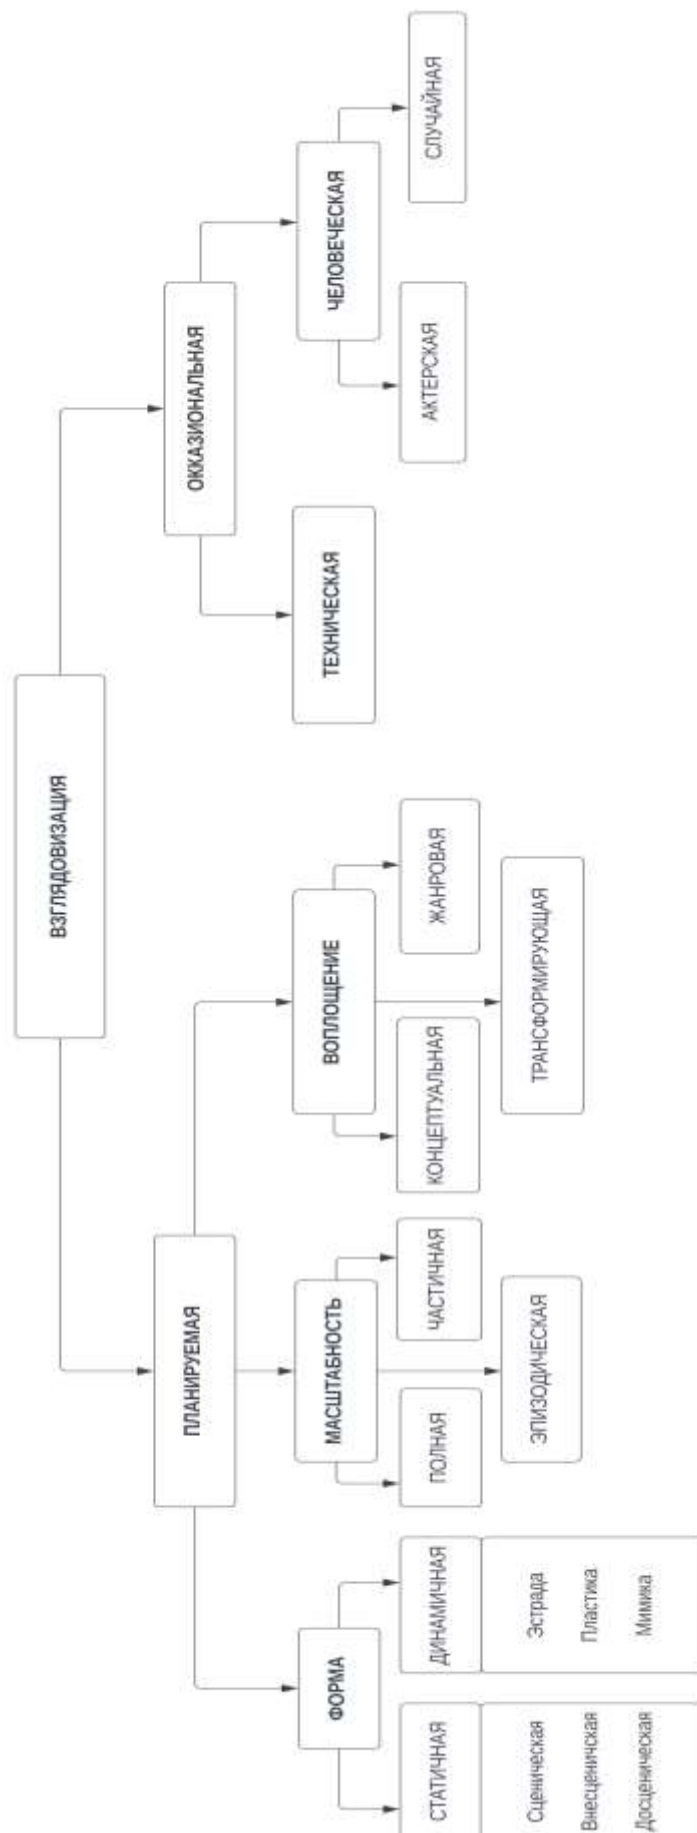 ВЗГЛЯДОВИЗАЦИЯ
ПЛАНИРУЕМАЯ
ОККАЗИОНАЛЬНАЯ
ФОРМА
МАСШТАБНОСТЬ
ВОПЛОЩЕНИЕ
ТЕХНИЧЕСКАЯ
ЧЕЛОВЕЧЕСКАЯ
СТАТИЧНАЯ
ДИНАМИЧНАЯ
ПОЛНАЯ
ЧАСТИЧНАЯ
КОНЦЕПТУАЛЬНАЯ
ЖАНРОВАЯ
АКТЕРСКАЯ
СЛУЧАЙНАЯ
ЭПИЗОДИЧЕСКАЯ
ТРАНСФОРМИРУЮЩАЯ
Сценическая
Внесценичская
Досценическая
Эстрада
Пластика
Мимика